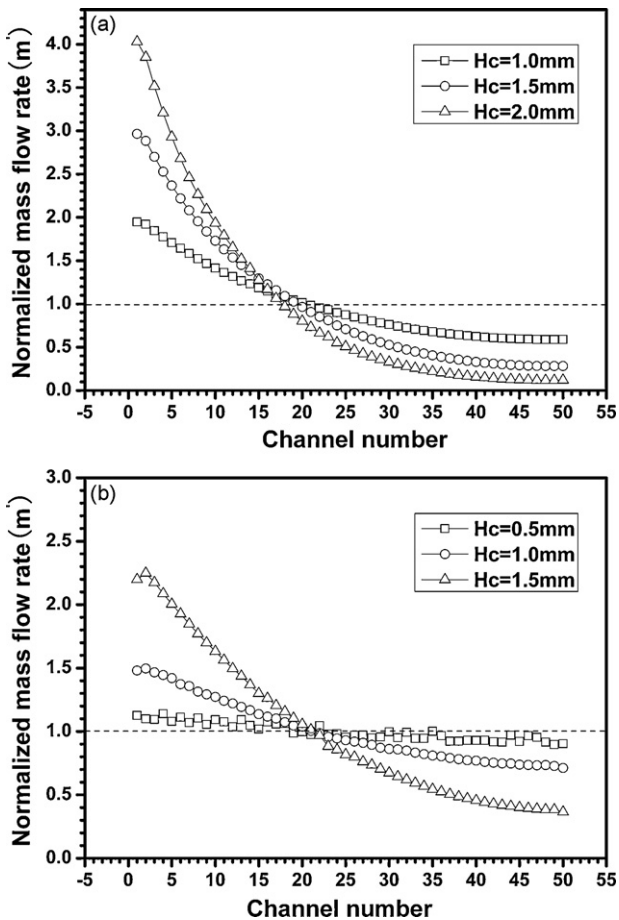 (a)
Normalized mass flow rate (m*)
4.0
3.5
3.0
2.5
2.0
1.5
1.0
0.5
0.0
Hc=1.0mm
Hc=1.5mm
Hc=2.0mm
-5 0 5 10 15 20 25 30 35 40 45 50 55
Channel number
(b)
Normalized mass flow rate (m*)
3.0
2.5
2.0
1.5
1.0
0.5
0.0
Hc=0.5mm
Hc=1.0mm
Hc=1.5mm
-5 0 5 10 15 20 25 30 35 40 45 50 55
Channel number